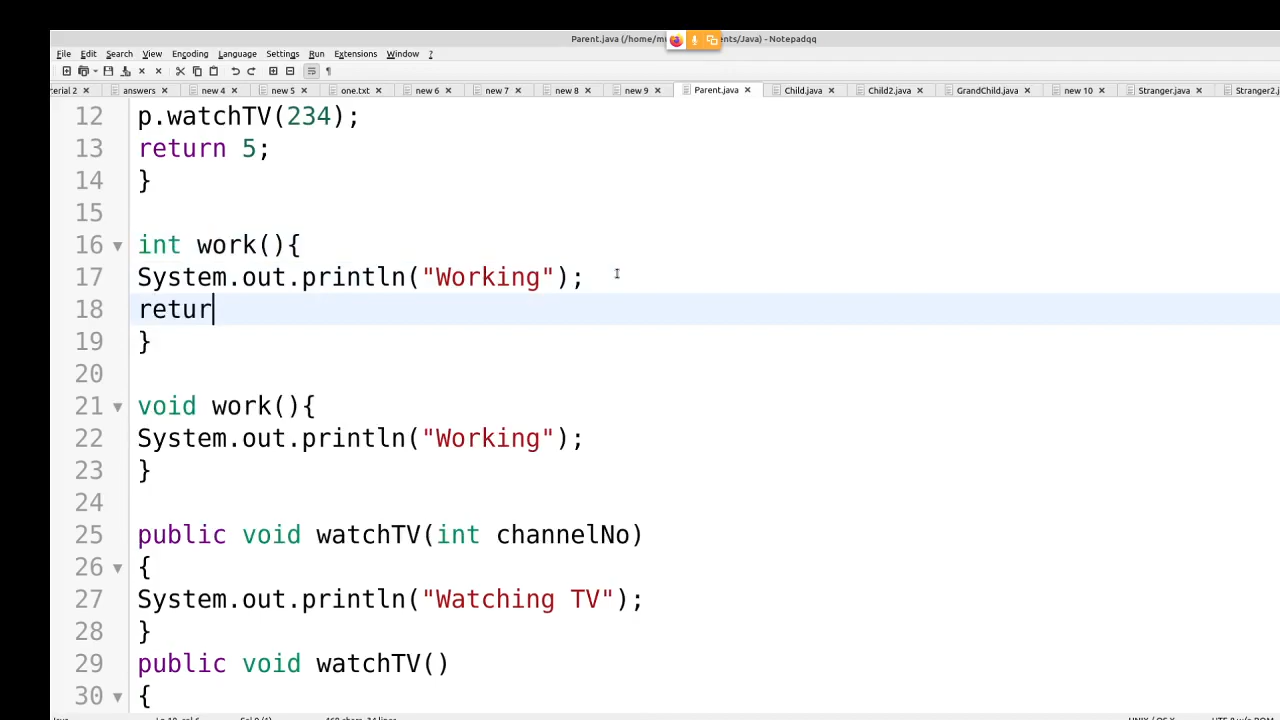 Parent.java (/home/m ents/Java) - Notepadqq
File Edit Search View Encoding Language Settings Run Extensions Window ?
erial 2 answers new 4 new 5 one.txt new 6 new 7 new 8 new 9 Parent.java Child.java Child2.java GrandChild.java new 10 Stranger.java Stranger2.j
12 p.watchTV(234);
13 return 5;
14 }
15
16 int work(){
17 System.out.println("Working");
18 retur
19 }
20
21 void work(){
22 System.out.println("Working");
23 }
24
25 public void watchTV(int channelNo)
26 {
27 System.out.println("Watching TV");
28 }
29 public void watchTV()
30 {